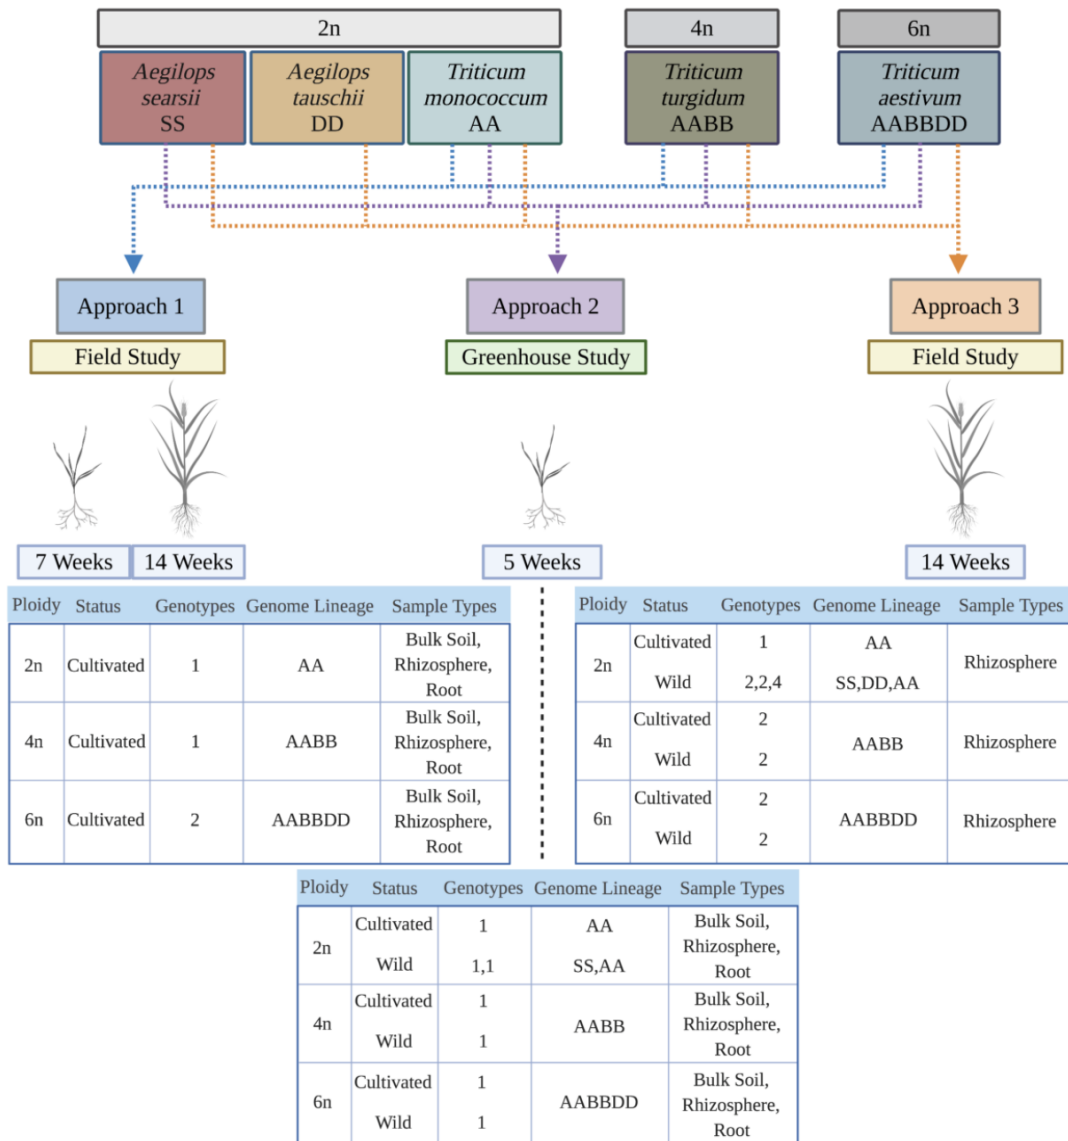 2n
4n
6n
Aegilops
searsii
SS
Aegilops
tauschii
DD
Triticum
monococcum
AA
Triticum
turgidum
AABB
Triticum
aestivum
AABBDD
Approach 1
Approach 2
Approach 3
Field Study
Greenhouse Study
Field Study
7 Weeks
14 Weeks
5 Weeks
14 Weeks
Ploidy Status Genotypes Genome Lineage Sample Types
2n Cultivated 1 AA Bulk Soil,
Rhizosphere,
Root
4n Cultivated 1 AABB Bulk Soil,
Rhizosphere,
Root
6n Cultivated 2 AABBDD Bulk Soil,
Rhizosphere,
Root
Ploidy Status Genotypes Genome Lineage Sample Types
Cultivated 1 AA
2n Rhizosphere
Wild 2,2,4 SS,DD,AA
Cultivated 2
4n AABB Rhizosphere
Wild 2
Cultivated 2
6n AABBDD Rhizosphere
Wild 2
Ploidy Status Genotypes Genome Lineage Sample Types
Cultivated 1 AA Bulk Soil,
2n Rhizosphere,
Wild 1,1 SS,AA Root
Cultivated 1 Bulk Soil,
4n AABB Rhizosphere,
Wild 1 Root
Cultivated 1 Bulk Soil,
6n AABBDD Rhizosphere,
Wild 1 Root